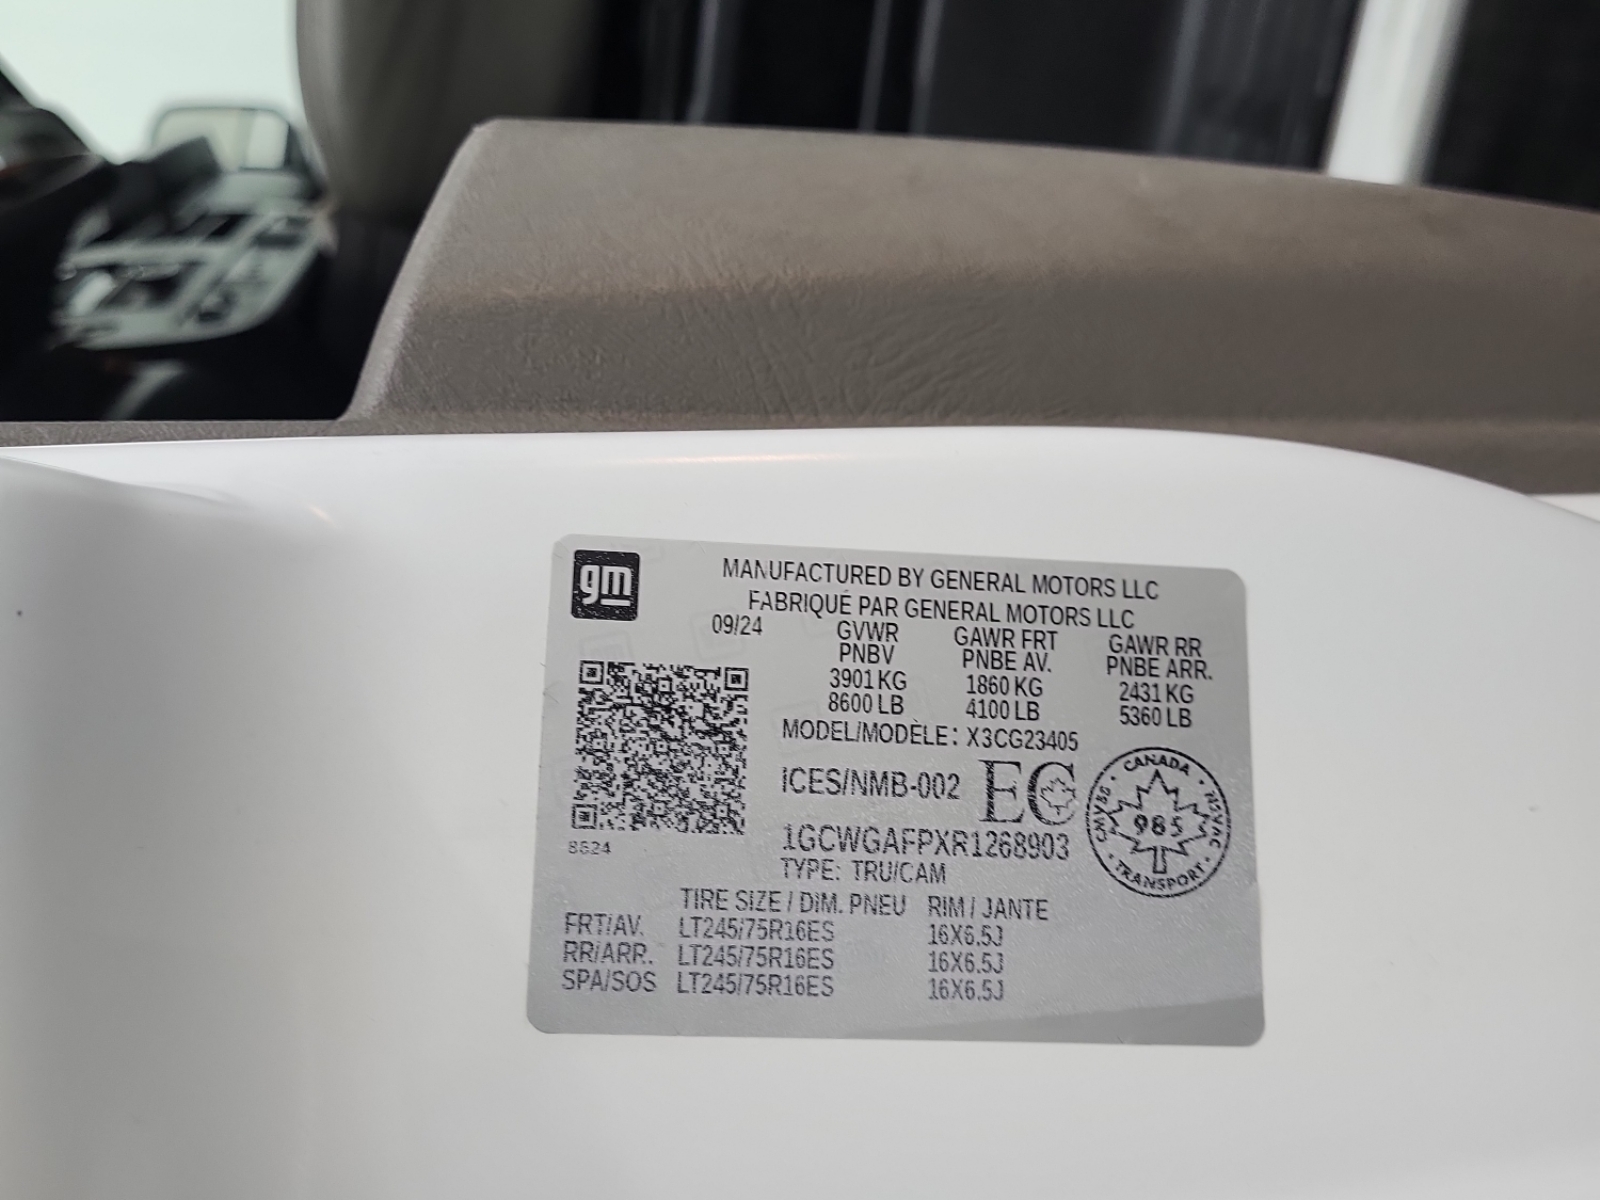 gm
MANUFACTURED BY GENERAL MOTORS LLC
FABRIQUÉ PAR GENERAL MOTORS LLC
09/24
GVWR GAWR FRT GAWR RR
PNBV PNBE AV. PNBE ARR.
3901 KG 1860 KG 2431 KG
8600 LB 4100 LB 5360 LB
MODEL/MODÈLE: X3CG23405
ICES/NMB-002 EC
CANADA
CMVSS 985 NSVAC
TRANSPORT
8624
1GCWGAFPXR1268903
TYPE: TRU/CAM
TIRE SIZE / DIM. PNEU RIM / JANTE
FRT/AV. LT245/75R16ES 16X6.5J
RR/ARR. LT245/75R16ES 16X6.5J
SPA/SOS LT245/75R16ES 16X6.5J